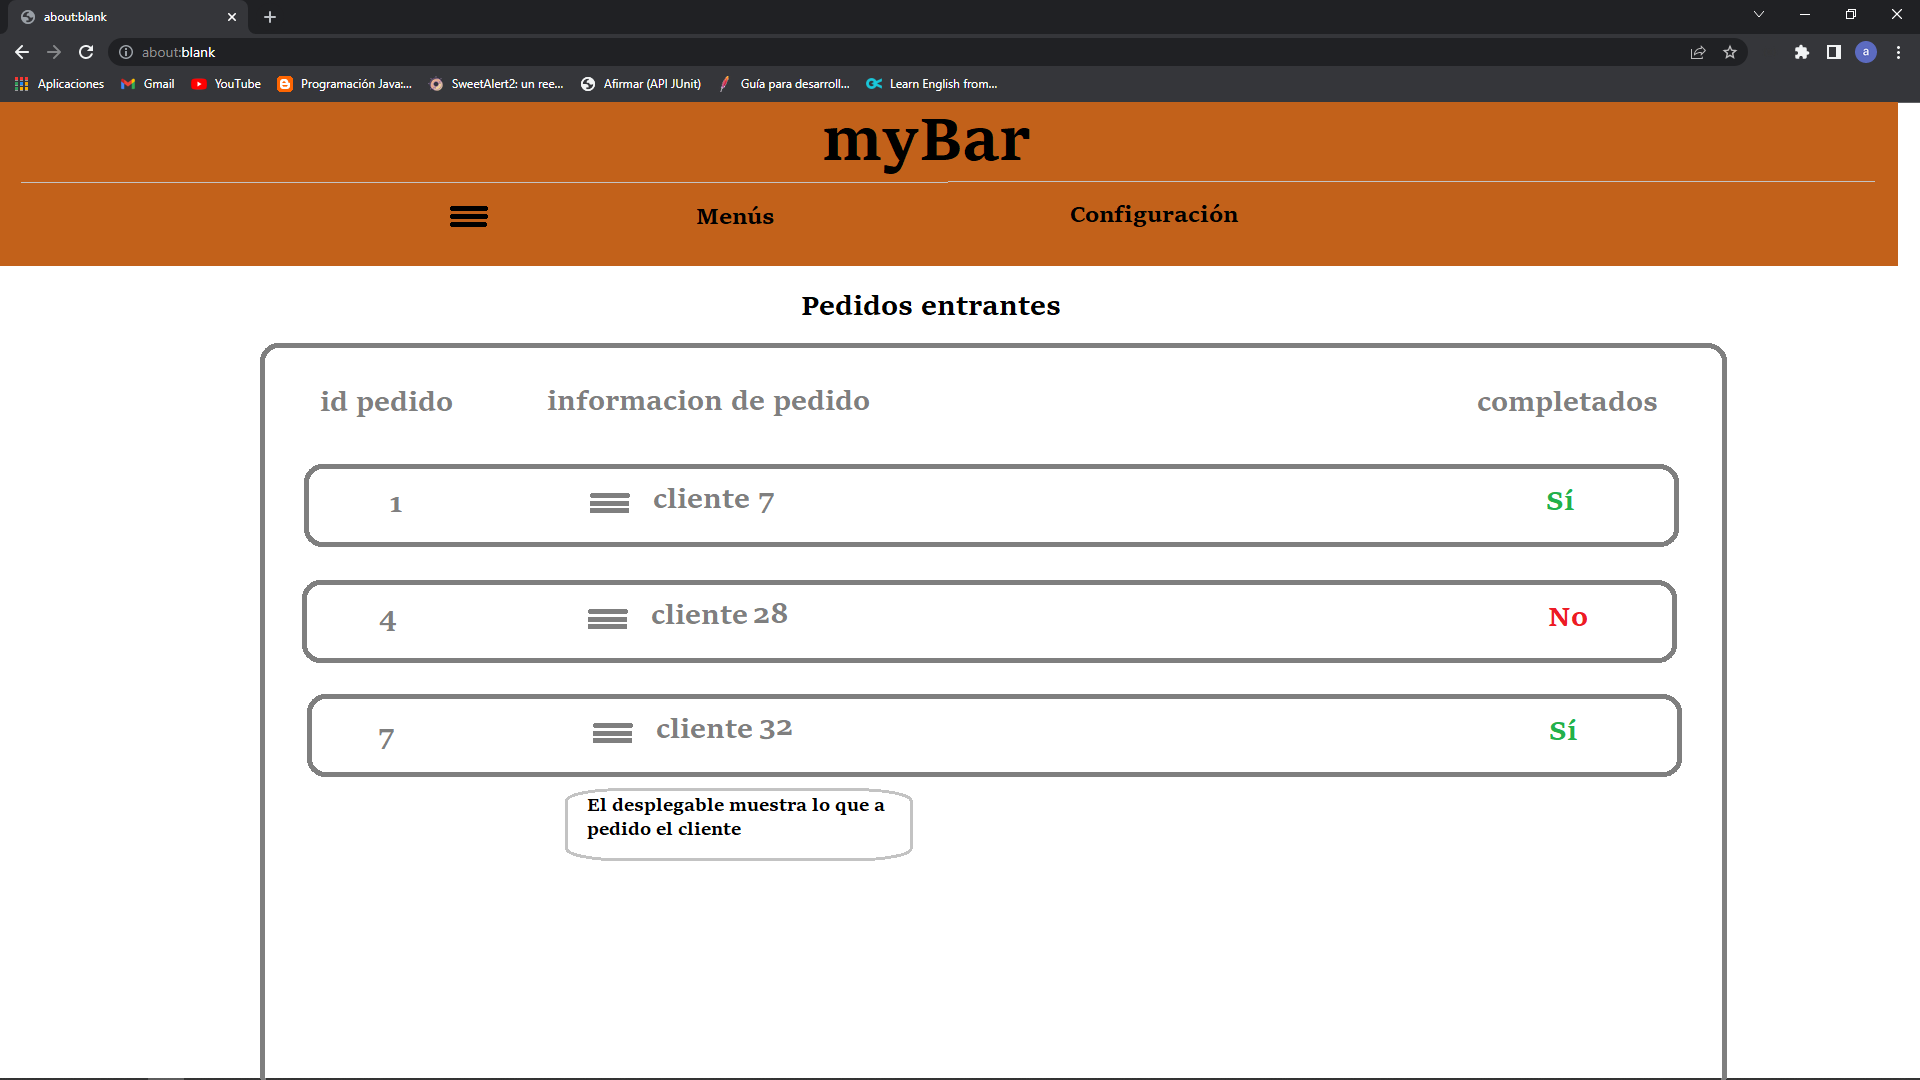 about:blank
about:blank
a
Aplicaciones Gmail YouTube Programación Java:... SweetAlert2: un ree... Afirmar (API JUnit) Guía para desarroll... Learn English from...
myBar
Menús Configuración
Pedidos entrantes
id pedido informacion de pedido completados
1 cliente 7 Sí
4 cliente 28 No
7 cliente 32 Sí
El desplegable muestra lo que a
pedido el cliente